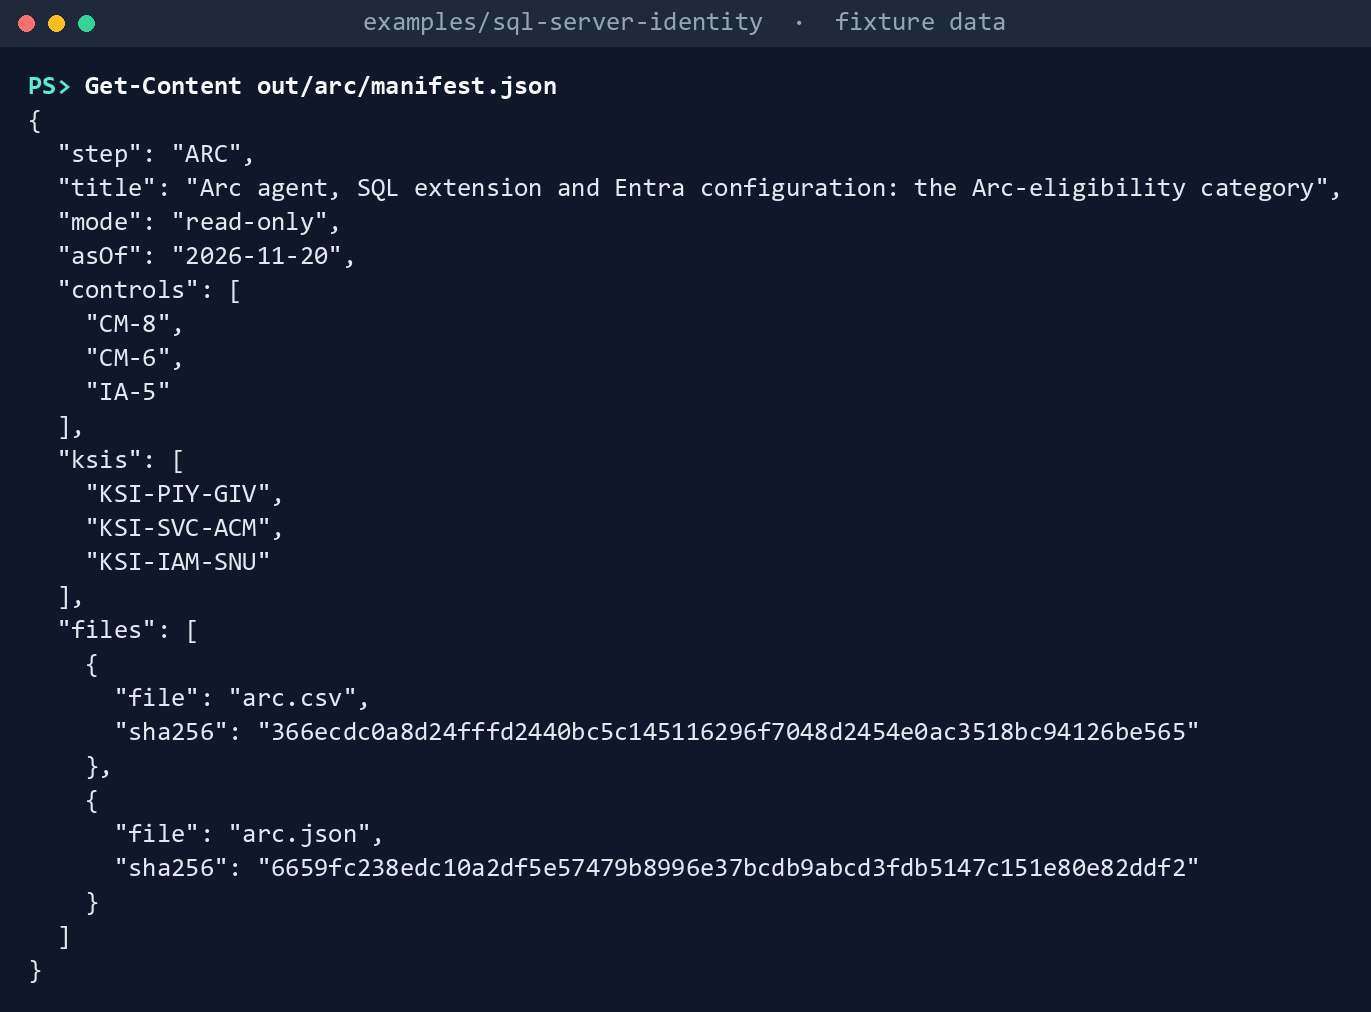 examples/sql-server-identity · fixture data
PS> Get-Content out/arc/manifest.json
{
  "step": "ARC",
  "title": "Arc agent, SQL extension and Entra configuration: the Arc-eligibility category",
  "mode": "read-only",
  "asOf": "2026-11-20",
  "controls": [
    "CM-8",
    "CM-6",
    "IA-5"
  ],
  "ksis": [
    "KSI-PIY-GIV",
    "KSI-SVC-ACM",
    "KSI-IAM-SNU"
  ],
  "files": [
    {
      "file": "arc.csv",
      "sha256": "366ecdc0a8d24fffd2440bc5c145116296f7048d2454e0ac3518bc94126be565"
    },
    {
      "file": "arc.json",
      "sha256": "6659fc238edc10a2df5e57479b8996e37bcdb9abcd3fdb5147c151e80e82ddf2"
    }
  ]
}